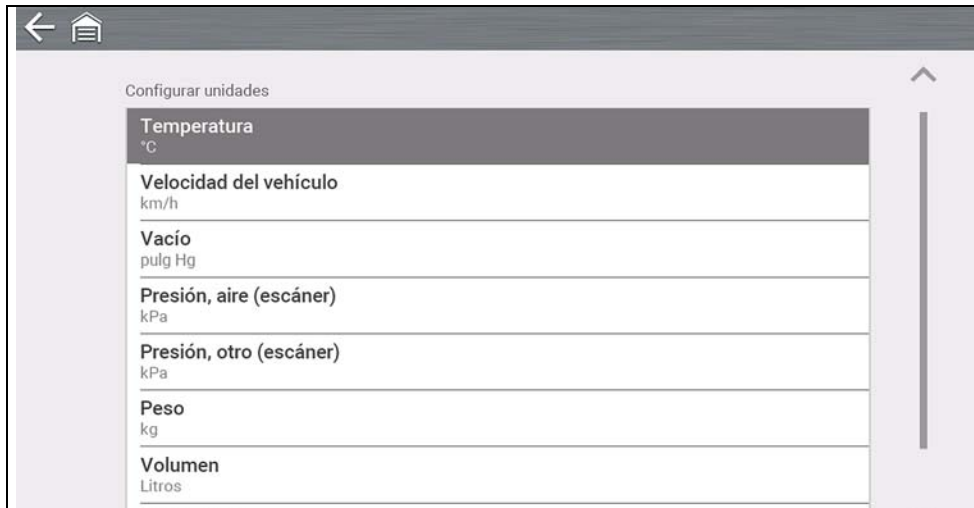 Configurar unidades
Temperatura
°C
Velocidad del vehículo
km/h
Vacío
pulg Hg
Presión, aire (escáner)
kPa
Presión, otro (escáner)
kPa
Peso
kg
Volumen
Litros